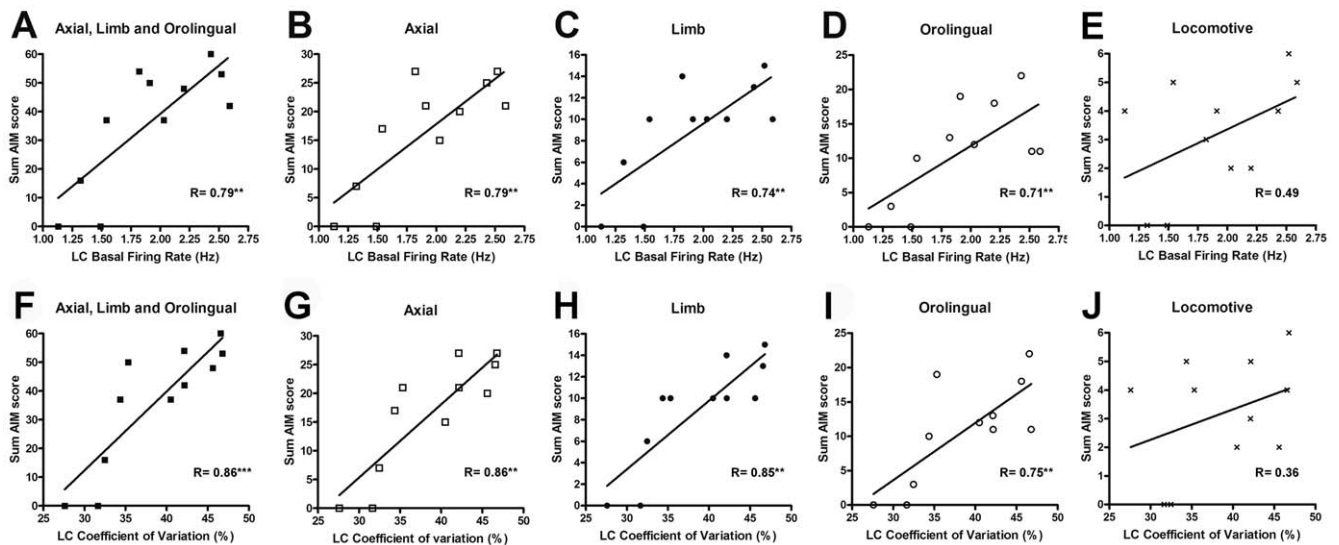 A
Axial, Limb and Orolingual
Sum AIM score
60
50
40
30
20
10
0
R= 0.79**
1.00 1.25 1.50 1.75 2.00 2.25 2.50 2.75
LC Basal Firing Rate (Hz)
B
Axial
Sum AIM score
30
25
20
15
10
5
0
R= 0.79**
1.00 1.25 1.50 1.75 2.00 2.25 2.50 2.75
LC Basal Firing Rate (Hz)
C
Limb
Sum AIM score
16
14
12
10
8
6
4
2
0
R= 0.74**
1.00 1.25 1.50 1.75 2.00 2.25 2.50 2.75
LC Basal Firing Rate (Hz)
D
Orolingual
Sum AIM score
25
20
15
10
5
0
R= 0.71**
1.00 1.25 1.50 1.75 2.00 2.25 2.50 2.75
LC Basal Firing Rate (Hz)
E
Locomotive
Sum AIM score
6
5
4
3
2
1
0
R= 0.49
1.00 1.25 1.50 1.75 2.00 2.25 2.50 2.75
LC Basal Firing Rate (Hz)
F
Axial, Limb and Orolingual
Sum AIM score
60
50
40
30
20
10
0
R= 0.86***
25 30 35 40 45 50
LC Coefficient of Variation (%)
G
Axial
Sum AIM score
30
25
20
15
10
5
0
R= 0.86**
25 30 35 40 45 50
LC Coefficient of variation (%)
H
Limb
Sum AIM score
16
14
12
10
8
6
4
2
0
R= 0.85**
25 30 35 40 45 50
LC Coefficient of Variation (%)
I
Orolingual
Sum AIM score
25
20
15
10
5
0
R= 0.75**
25 30 35 40 45 50
LC Coefficient of Variation (%)
J
Locomotive
Sum AIM score
6
5
4
3
2
1
0
R= 0.36
25 30 35 40 45 50
LC Coefficient of Variation (%)